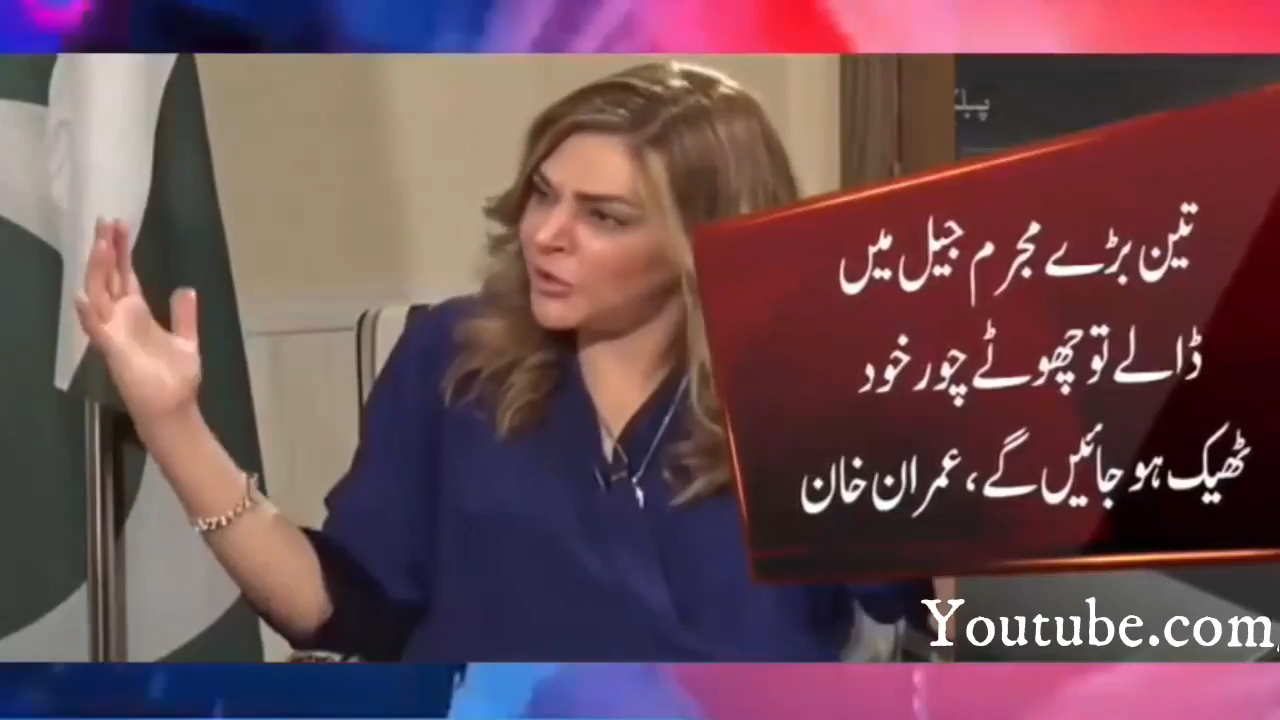 تین بڑے مجرم جیل میں
ڈالے تو چھوٹے چور خود
ٹھیک ہو جائیں گے، عمران خان
Youtube.com